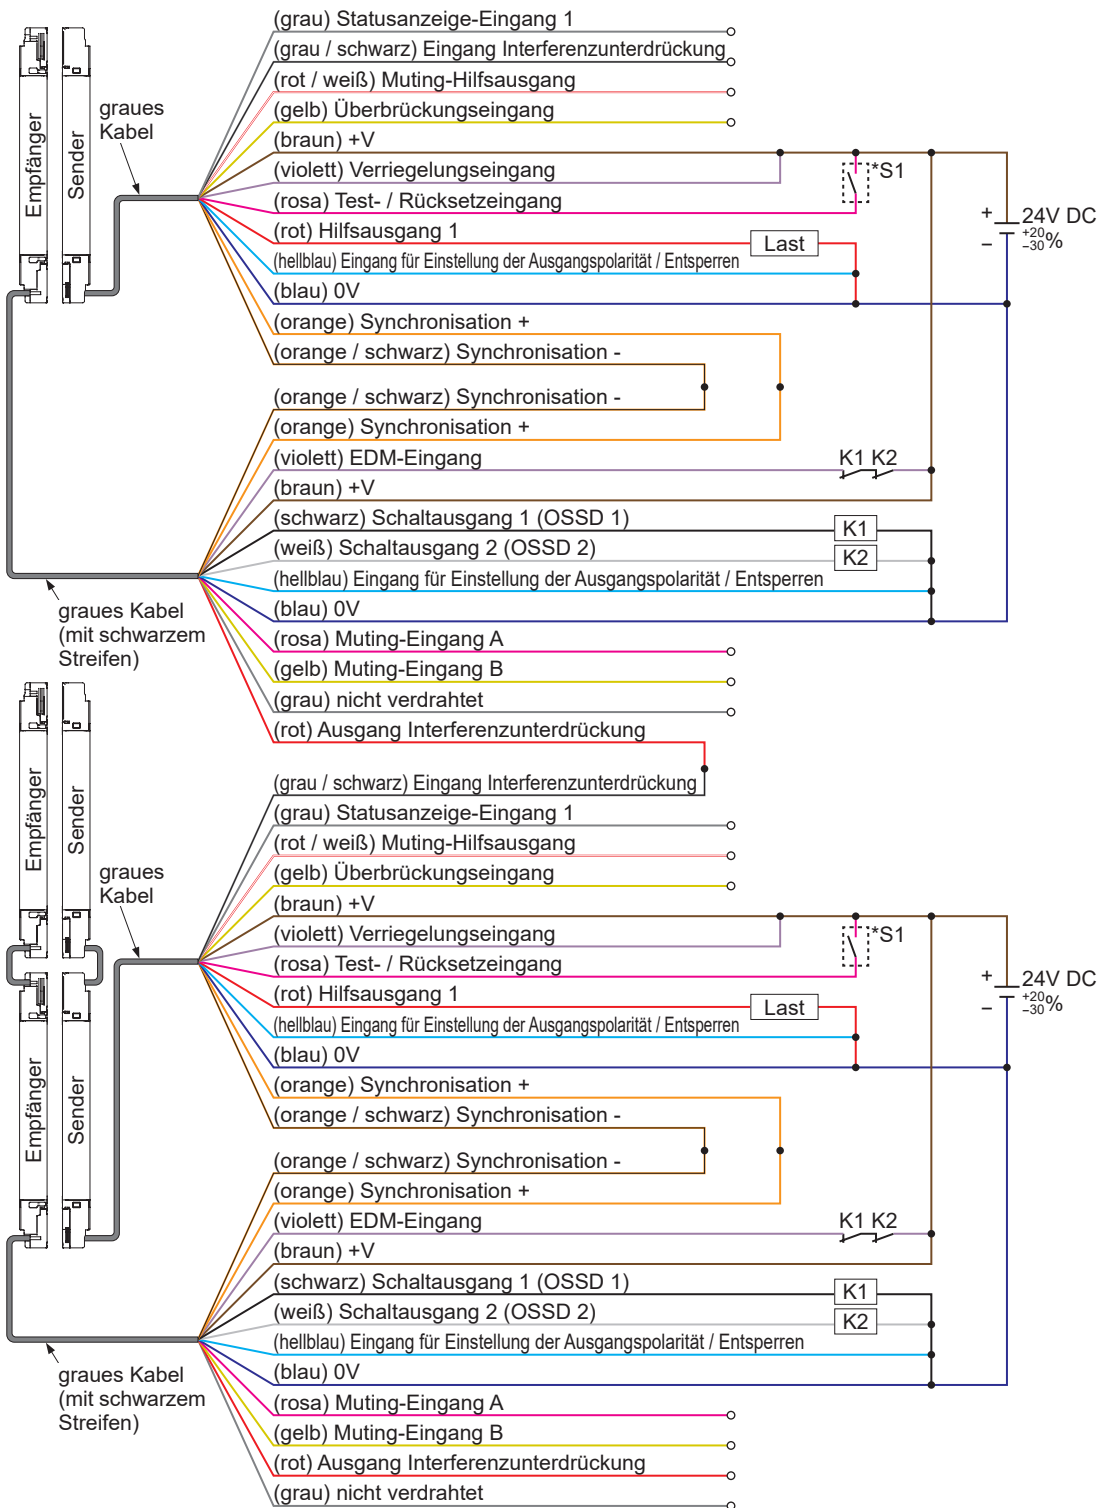 (grau) Statusanzeige-Eingang 1
(grau / schwarz) Eingang Interferenzunterdrückung
(rot / weiß) Muting-Hilfsausgang
(gelb) Überbrückungseingang
(braun) +V
(violett) Verriegelungseingang
(rosa) Test- / Rücksetzeingang
(rot) Hilfsausgang 1
(hellblau) Eingang für Einstellung der Ausgangspolarität / Entsperren
(blau) 0V
(orange) Synchronisation +
(orange / schwarz) Synchronisation -
Empfänger
Sender
graues
Kabel
*S1
Last
+
−
24V DC
+20
−30 %
(orange / schwarz) Synchronisation -
(orange) Synchronisation +
(violett) EDM-Eingang
(braun) +V
(schwarz) Schaltausgang 1 (OSSD 1)
(weiß) Schaltausgang 2 (OSSD 2)
(hellblau) Eingang für Einstellung der Ausgangspolarität / Entsperren
(blau) 0V
(rosa) Muting-Eingang A
(gelb) Muting-Eingang B
(grau) nicht verdrahtet
(rot) Ausgang Interferenzunterdrückung
K1 K2
K1
K2
graues Kabel
(mit schwarzem
Streifen)
(grau / schwarz) Eingang Interferenzunterdrückung
(grau) Statusanzeige-Eingang 1
(rot / weiß) Muting-Hilfsausgang
(gelb) Überbrückungseingang
(braun) +V
(violett) Verriegelungseingang
(rosa) Test- / Rücksetzeingang
(rot) Hilfsausgang 1
(hellblau) Eingang für Einstellung der Ausgangspolarität / Entsperren
(blau) 0V
(orange) Synchronisation +
(orange / schwarz) Synchronisation -
Empfänger
Sender
graues
Kabel
Empfänger
Sender
*S1
Last
+
−
24V DC
+20
−30 %
(orange / schwarz) Synchronisation -
(orange) Synchronisation +
(violett) EDM-Eingang
(braun) +V
(schwarz) Schaltausgang 1 (OSSD 1)
(weiß) Schaltausgang 2 (OSSD 2)
(hellblau) Eingang für Einstellung der Ausgangspolarität / Entsperren
(blau) 0V
(rosa) Muting-Eingang A
(gelb) Muting-Eingang B
(rot) Ausgang Interferenzunterdrückung
(grau) nicht verdrahtet
K1 K2
K1
K2
graues Kabel
(mit schwarzem
Streifen)